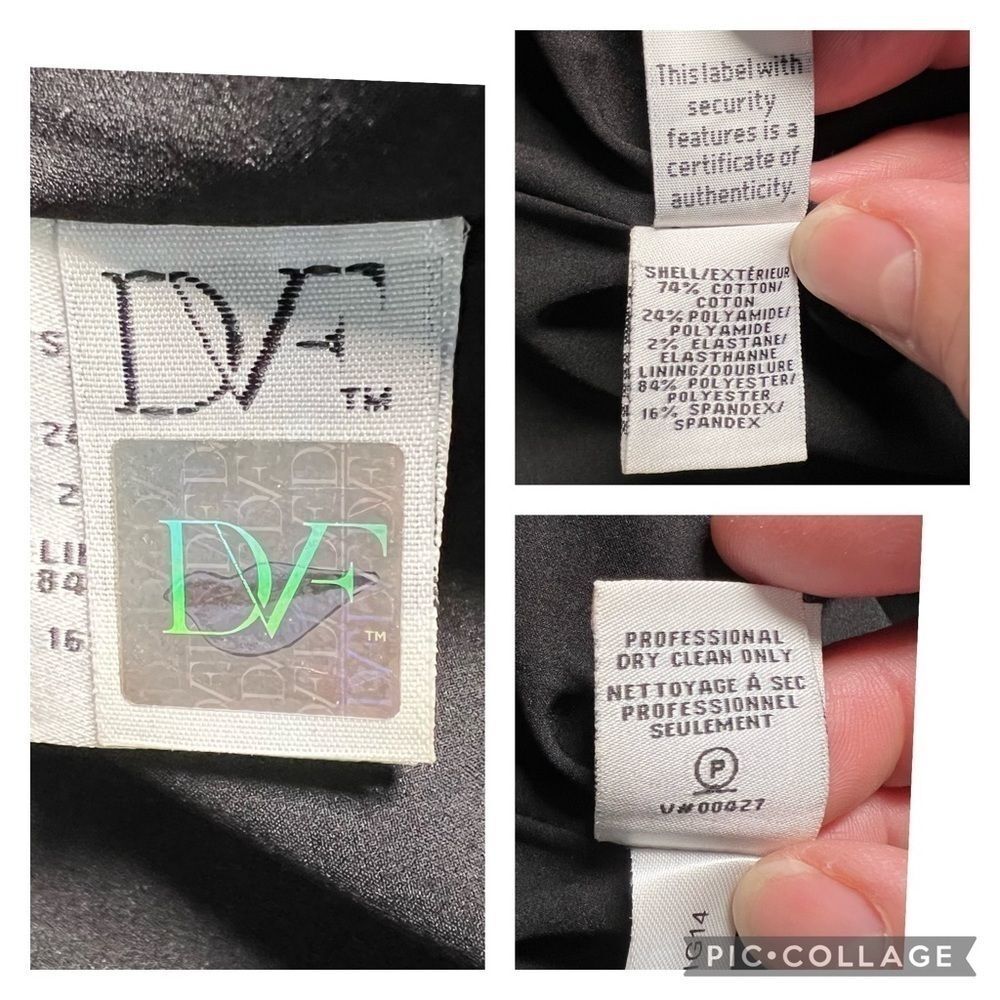 DVF
TM
DVF
TM
This label with
security
features is a
certificate of
authenticity.
SHELL/EXTÉRIEUR
74% COTTON/
COTON
24% POLYAMIDE/
POLYAMIDE
2% ELASTANE/
ELASTHANNE
LINING/DOUBLURE
84% POLYESTER/
POLYESTER
16% SPANDEX/
SPANDEX
PROFESSIONAL
DRY CLEAN ONLY
NETTOYAGE À SEC
PROFESSIONNEL
SEULEMENT
P
V#00427
PIC•COLLAGE